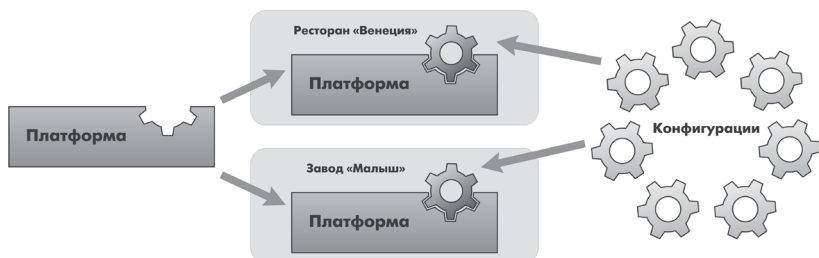 Ресторан «Венеция»
Платформа
Платформа
Конфигурации
Завод «Малыш»
Платформа